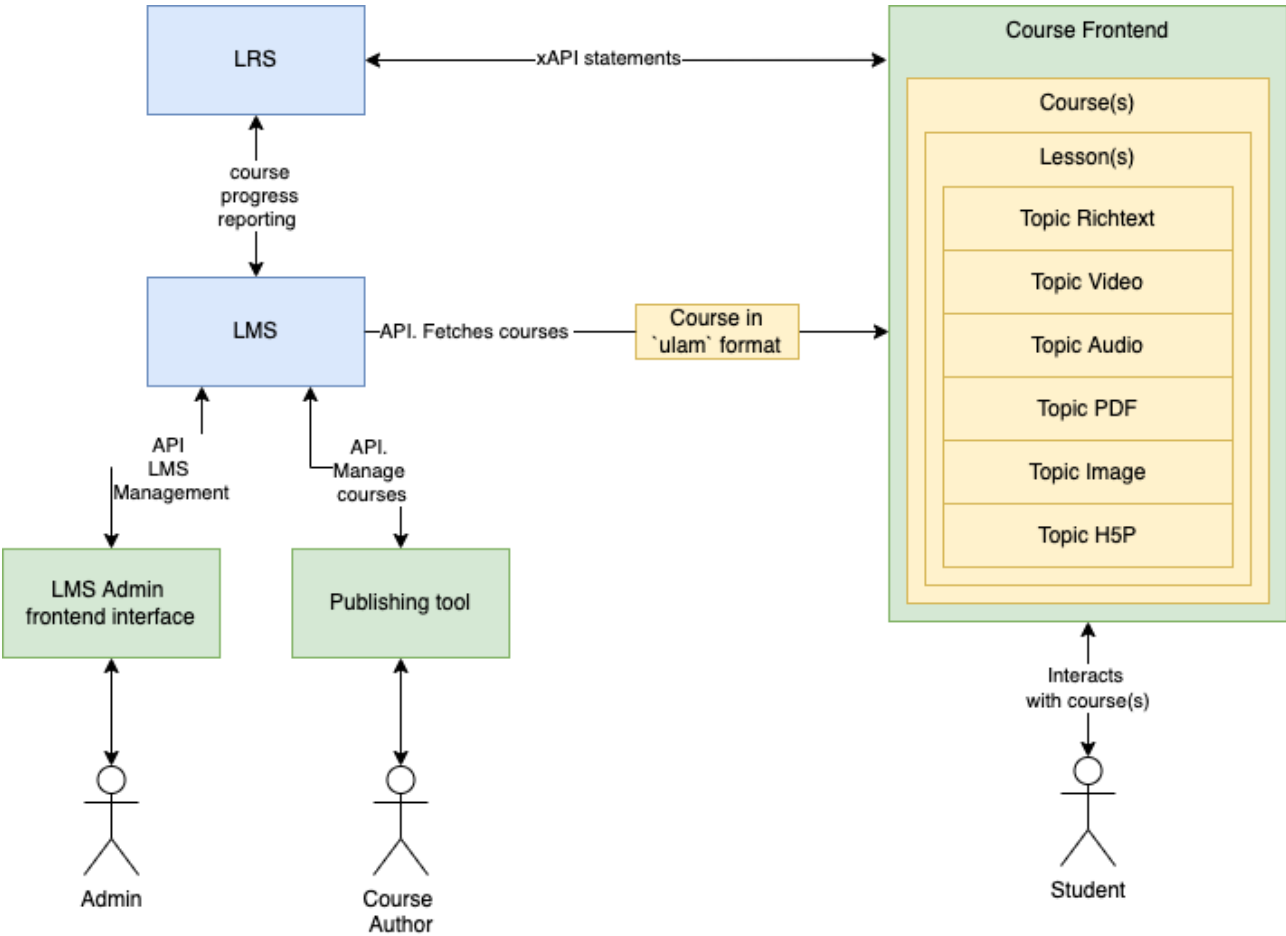 LRS
xAPI statements
Course Frontend
Course(s)
Lesson(s)
Topic Richtext
Topic Video
Topic Audio
Topic PDF
Topic Image
Topic H5P
course
progress
reporting
LMS
API. Fetches courses
Course in
`ulam` format
API
LMS
Management
API.
Manage
courses
LMS Admin
frontend interface
Publishing tool
Interacts
with course(s)
Admin
Course
Author
Student